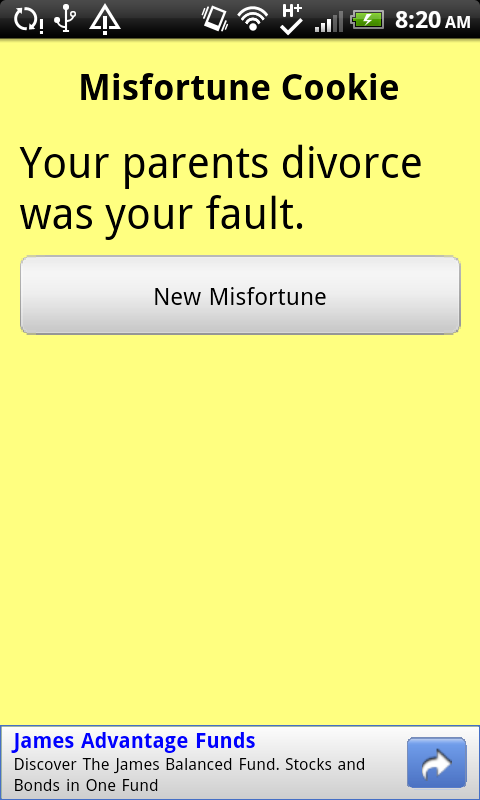 H+
8:20 AM
Misfortune Cookie
Your parents divorce
was your fault.
New Misfortune
James Advantage Funds
Discover The James Balanced Fund. Stocks and
Bonds in One Fund